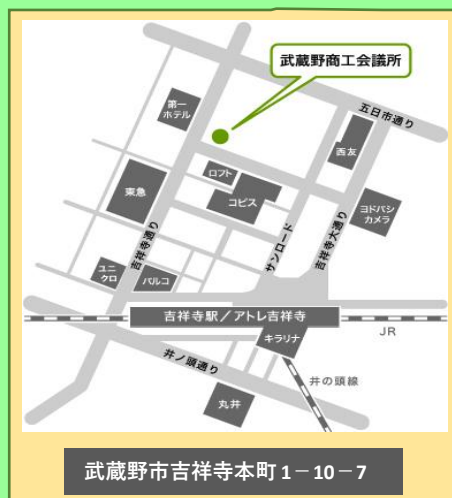 武蔵野商工会議所
五日市通り
第一
ホテル
西友
ロフト
コピス
東急
ヨドバシ
カメラ
吉祥寺通り
サンロード
吉祥寺大通り
ユニ
クロ
パルコ
吉祥寺駅／アトレ吉祥寺
キラリナ
JR
井ノ頭通り
井の頭線
丸井
武蔵野市吉祥寺本町1－10－7